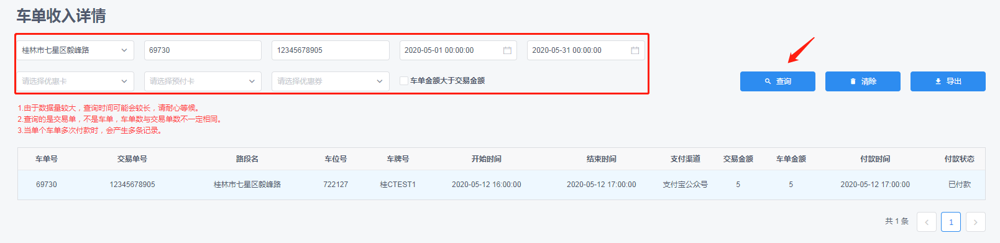 车单收入详情
桂林市七星区毅峰路 69730 12345678905 2020-05-01 00:00:00 2020-05-31 00:00:00
请选择优惠卡 请选择预付卡 请选择优惠券 车单金额大于交易金额 查询 清除 导出
1.由于数据量较大，查询时间可能会较长，请耐心等候。
2.查询的是交易单，不是车单，车单数与交易单数不一定相同。
3.当单个车单多次付款时，会产生多条记录。
车单号 交易单号 路段名 车位号 车牌号 开始时间 结束时间 支付渠道 交易金额 车单金额 付款时间 付款状态
69730 12345678905 桂林市七星区毅峰路 722127 桂CTEST1 2020-05-12 16:00:00 2020-05-12 17:00:00 支付宝公众号 5 5 2020-05-12 17:00:00 已付款
共 1 条 < 1 >